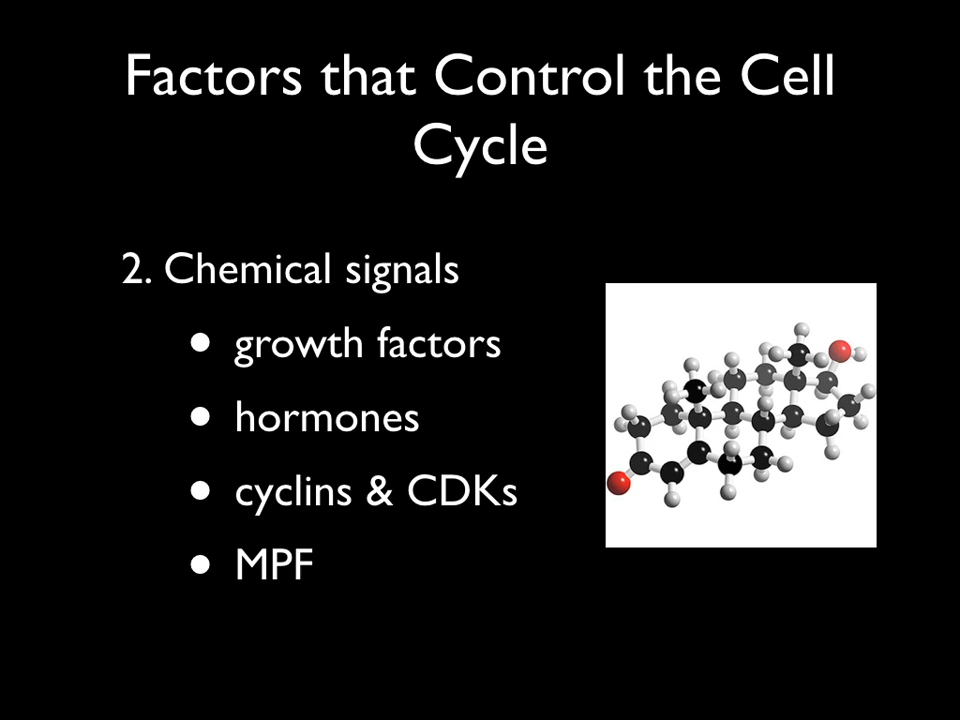 Factors that Control the Cell
Cycle
2. Chemical signals
• growth factors
• hormones
• cyclins & CDKs
• MPF